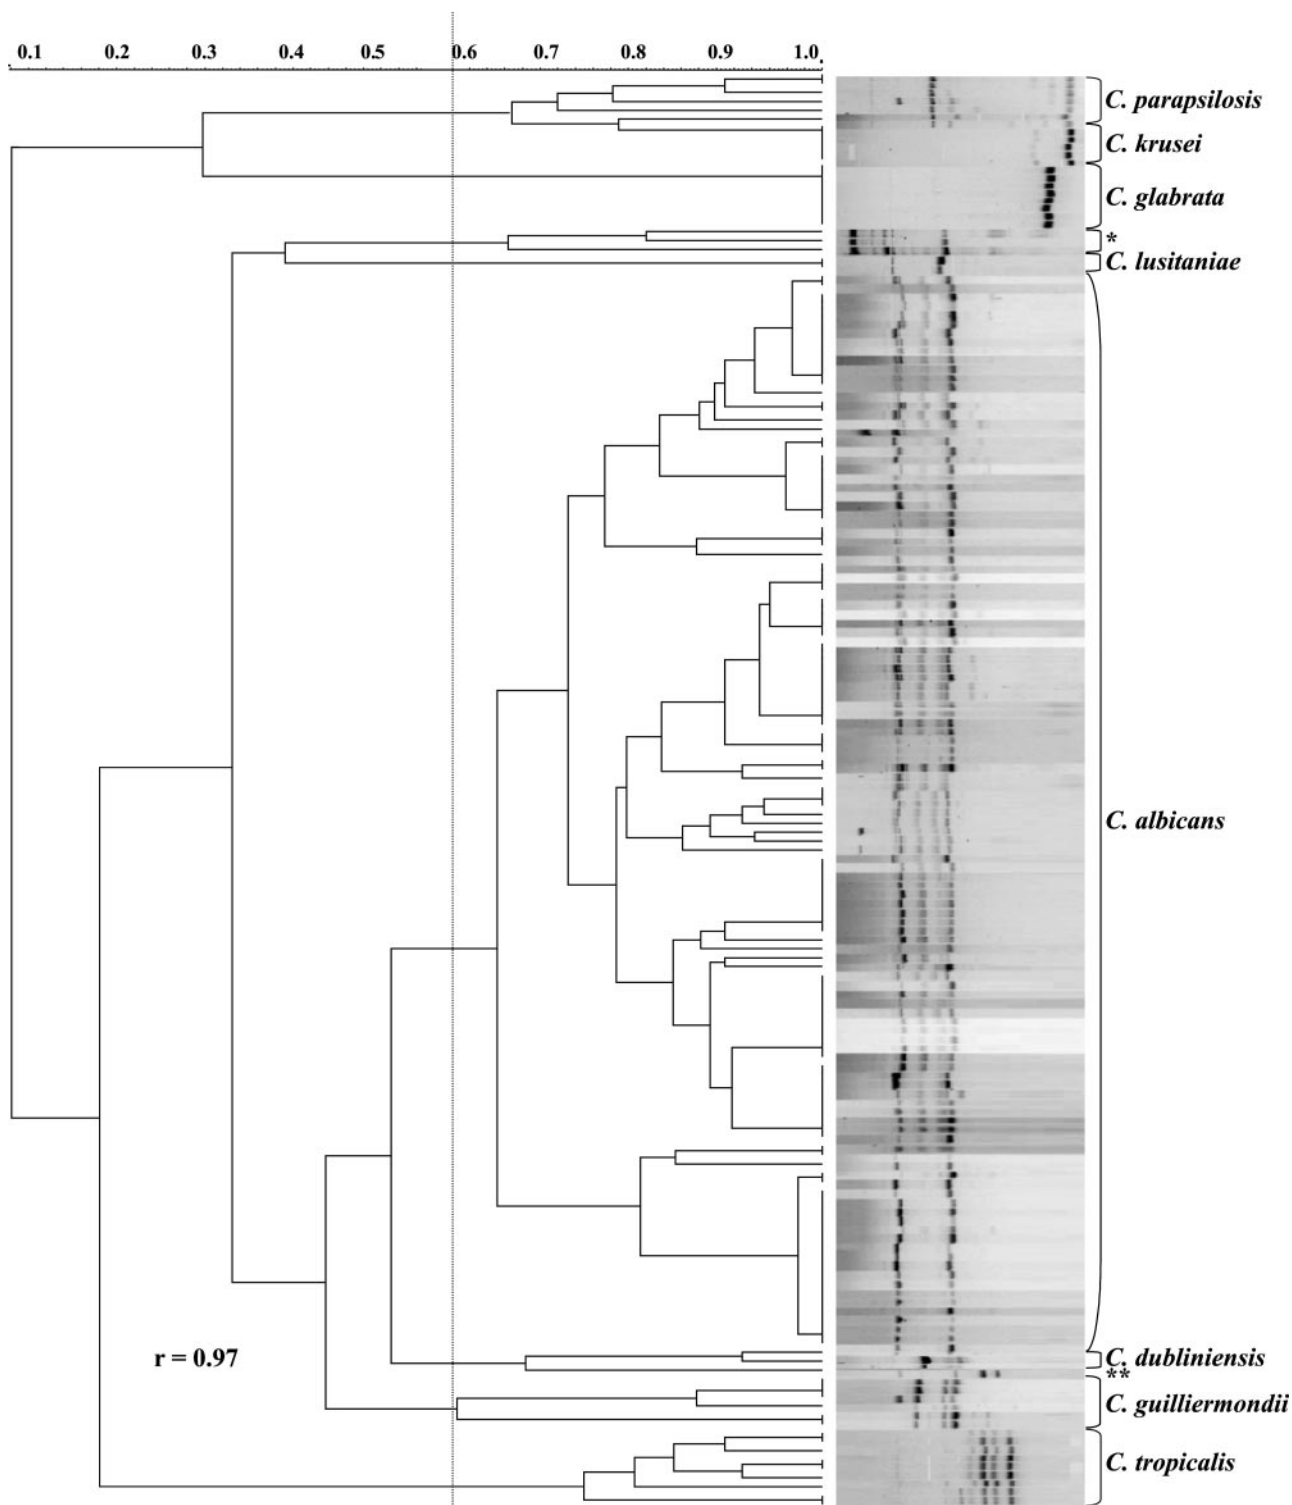 0.1 0.2 0.3 0.4 0.5 0.6 0.7 0.8 0.9 1.0
C. parapsilosis
C. krusei
C. glabrata
*
C. lusitaniae
C. albicans
r = 0.97
C. dubliniensis
**
C. guilliermondii
C. tropicalis